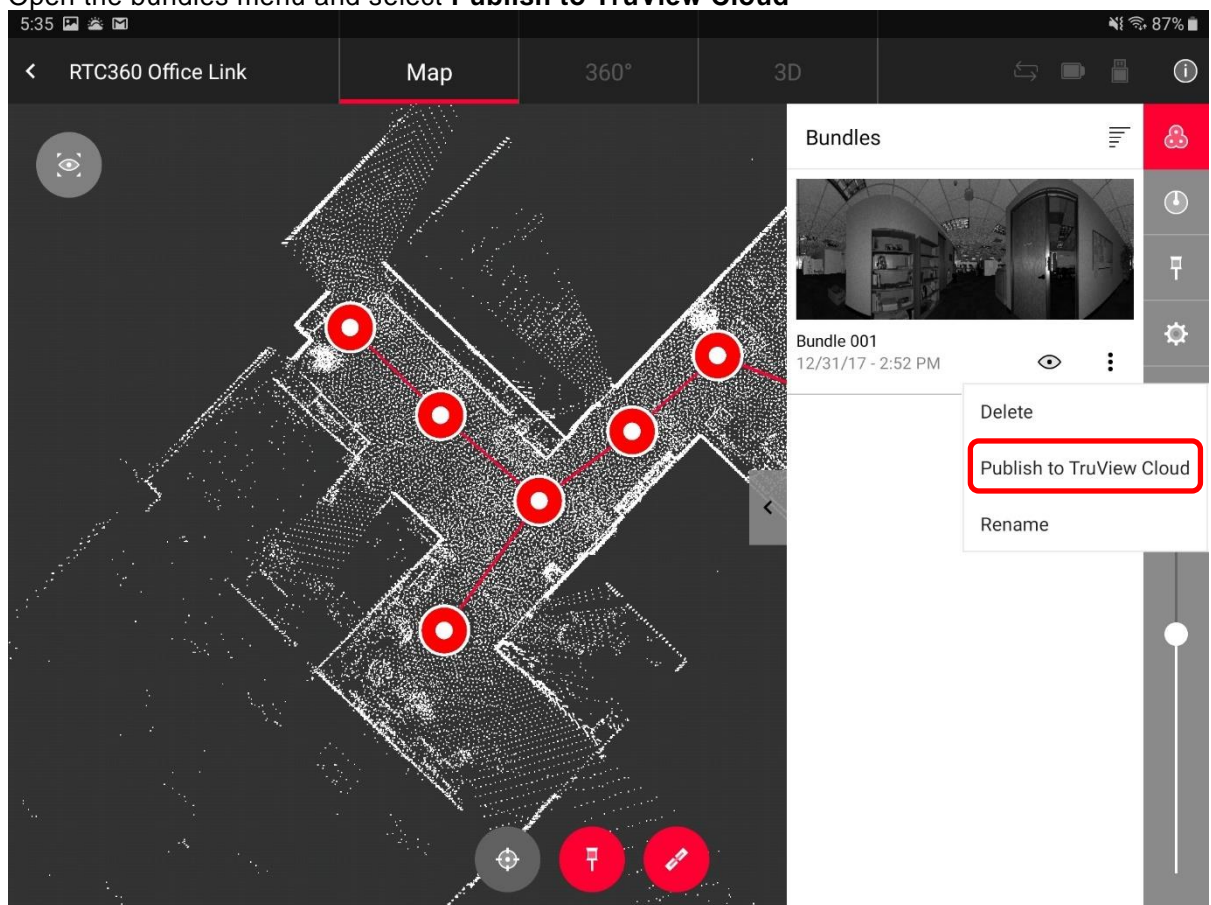 Open the bundles menu and select Publish to TruView Cloud
5:35 87%
RTC360 Office Link Map 360° 3D
Bundles
Bundle 001
12/31/17 - 2:52 PM
Delete
Publish to TruView Cloud
Rename